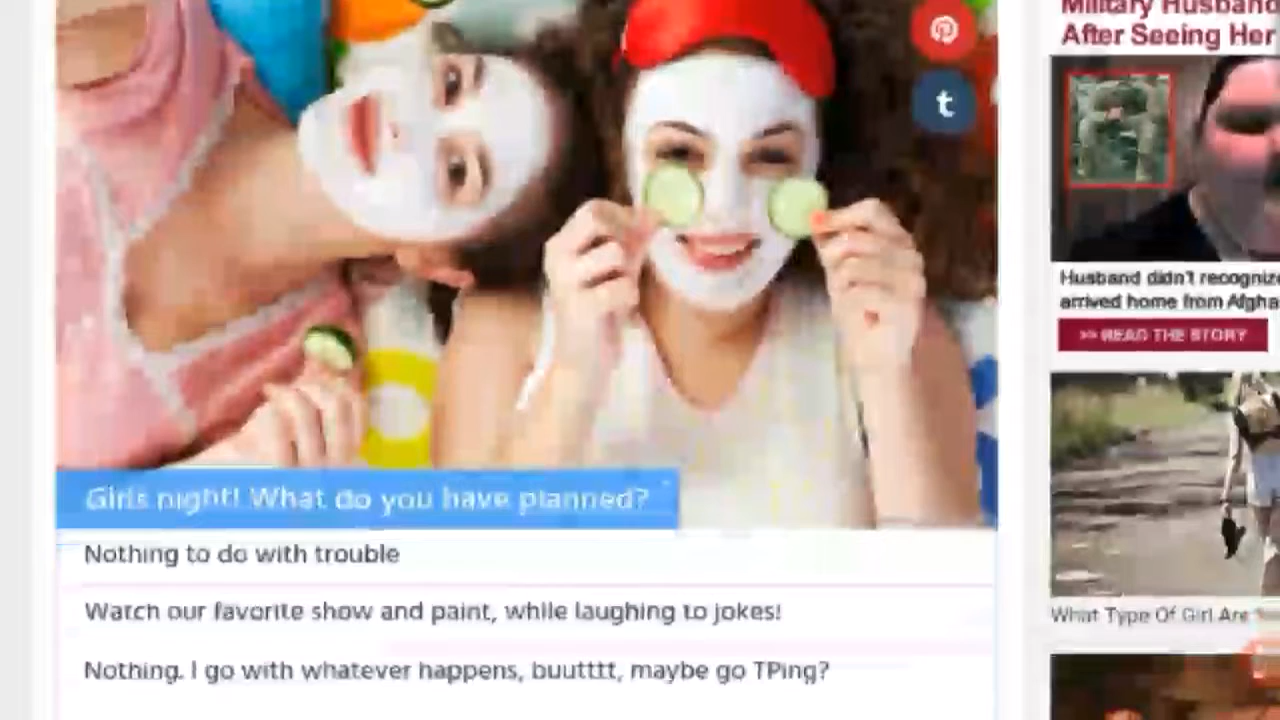 Military Husband
After Seeing Her
Husband didn't recognize
arrived home from Afgha
>> READ THE STORY
Girls night! What do you have planned?
Nothing to do with trouble
Watch our favorite show and paint, while laughing to jokes!
Nothing. I go with whatever happens, buutttt, maybe go TPing?
What Type Of Girl Are